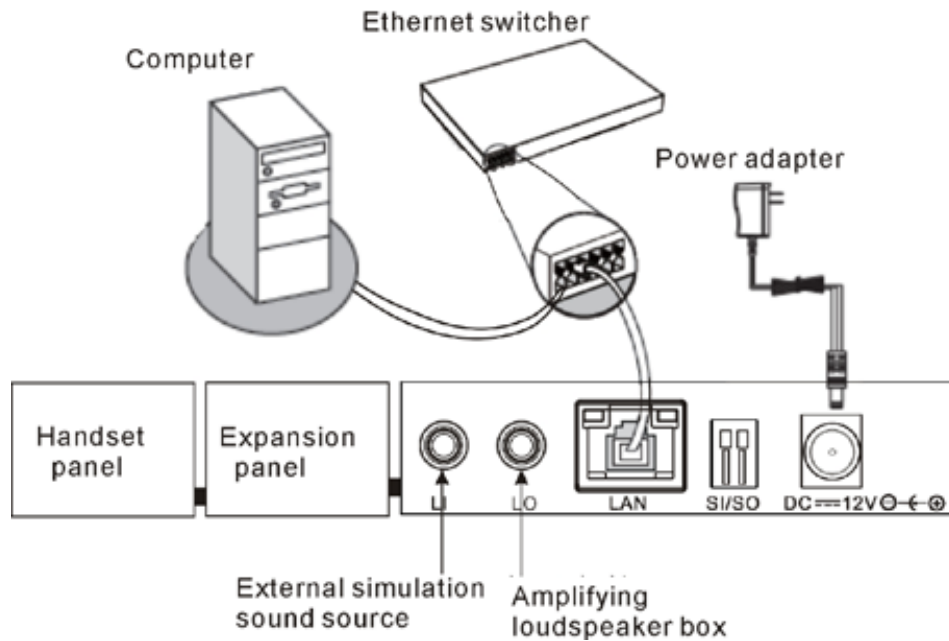 Ethernet switcher
Computer
Power adapter
Handset
panel
Expansion
panel
LI
LO
LAN
SI/SO
DC 12V
External simulation
sound source
Amplifying
loudspeaker box